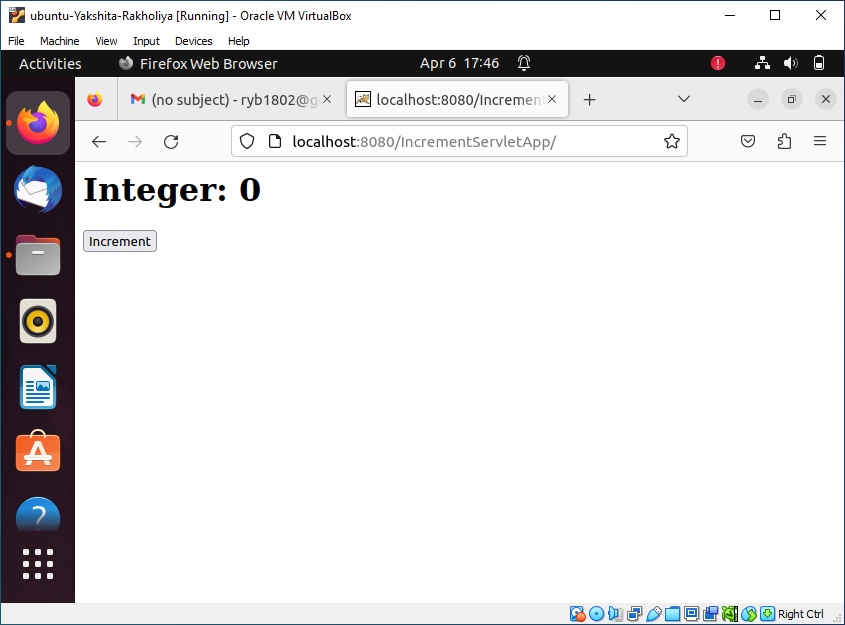 ubuntu-Yakshita-Rakholiya [Running] - Oracle VM VirtualBox
File Machine View Input Devices Help
Activities Firefox Web Browser Apr 6 17:46
(no subject) - ryb1802@g localhost:8080/Incremen
localhost:8080/IncrementServletApp/
Integer: 0
Increment
Right Ctrl